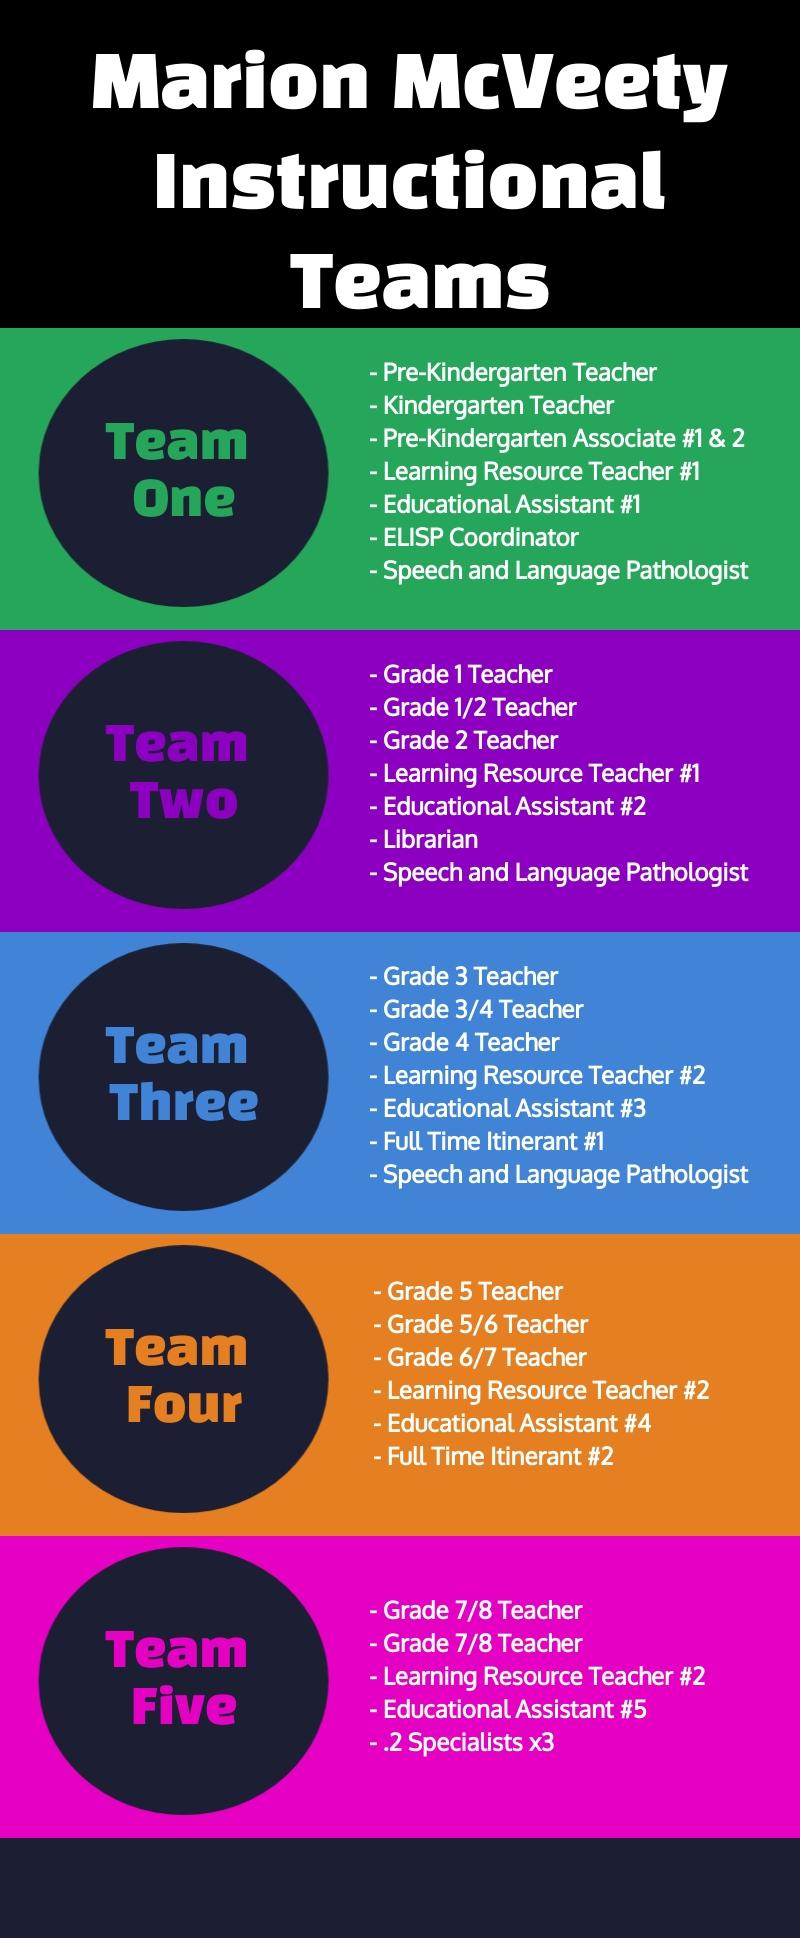 Marion McVeety
Instructional
Teams
Team
One
- Pre-Kindergarten Teacher
- Kindergarten Teacher
- Pre-Kindergarten Associate #1 & 2
- Learning Resource Teacher #1
- Educational Assistant #1
- ELISP Coordinator
- Speech and Language Pathologist
Team
Two
- Grade 1 Teacher
- Grade 1/2 Teacher
- Grade 2 Teacher
- Learning Resource Teacher #1
- Educational Assistant #2
- Librarian
- Speech and Language Pathologist
Team
Three
- Grade 3 Teacher
- Grade 3/4 Teacher
- Grade 4 Teacher
- Learning Resource Teacher #2
- Educational Assistant #3
- Full Time Itinerant #1
- Speech and Language Pathologist
Team
Four
- Grade 5 Teacher
- Grade 5/6 Teacher
- Grade 6/7 Teacher
- Learning Resource Teacher #2
- Educational Assistant #4
- Full Time Itinerant #2
Team
Five
- Grade 7/8 Teacher
- Grade 7/8 Teacher
- Learning Resource Teacher #2
- Educational Assistant #5
- .2 Specialists x3